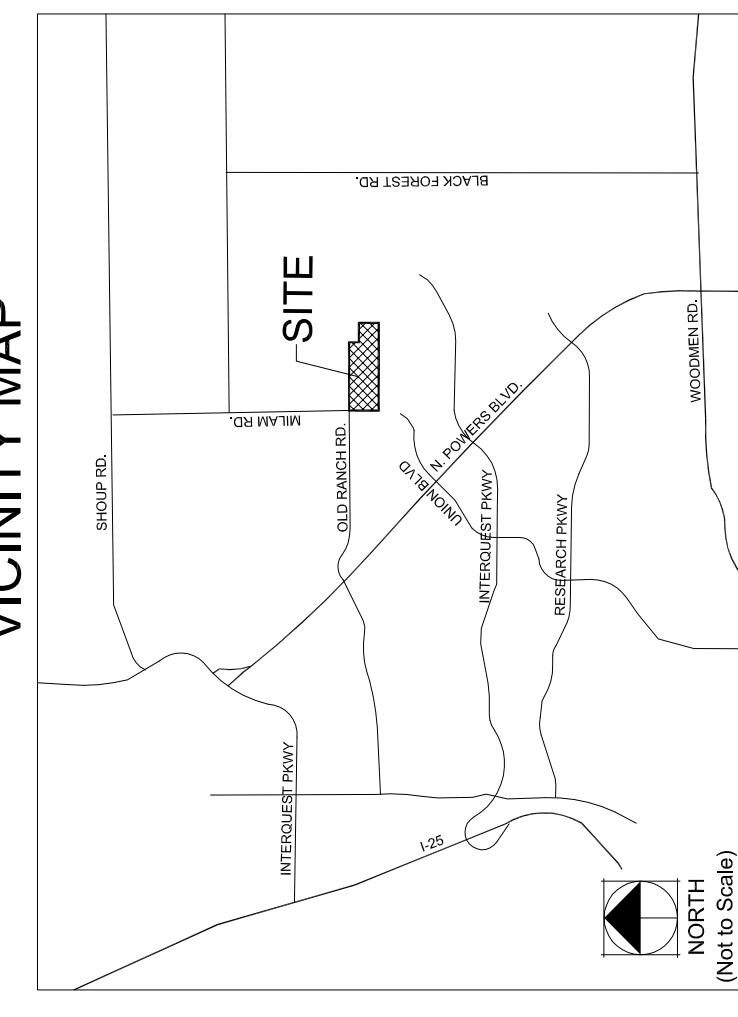 VICINITY MAP
SHOUP RD.
BLACK FOREST RD.
SITE
MILAM RD.
OLD RANCH RD.
N. POWERS BLVD.
UNION BLVD
WOODMEN RD.
INTERQUEST PKWY
RESEARCH PKWY
INTERQUEST PKWY
I-25
NORTH
(Not to Scale)